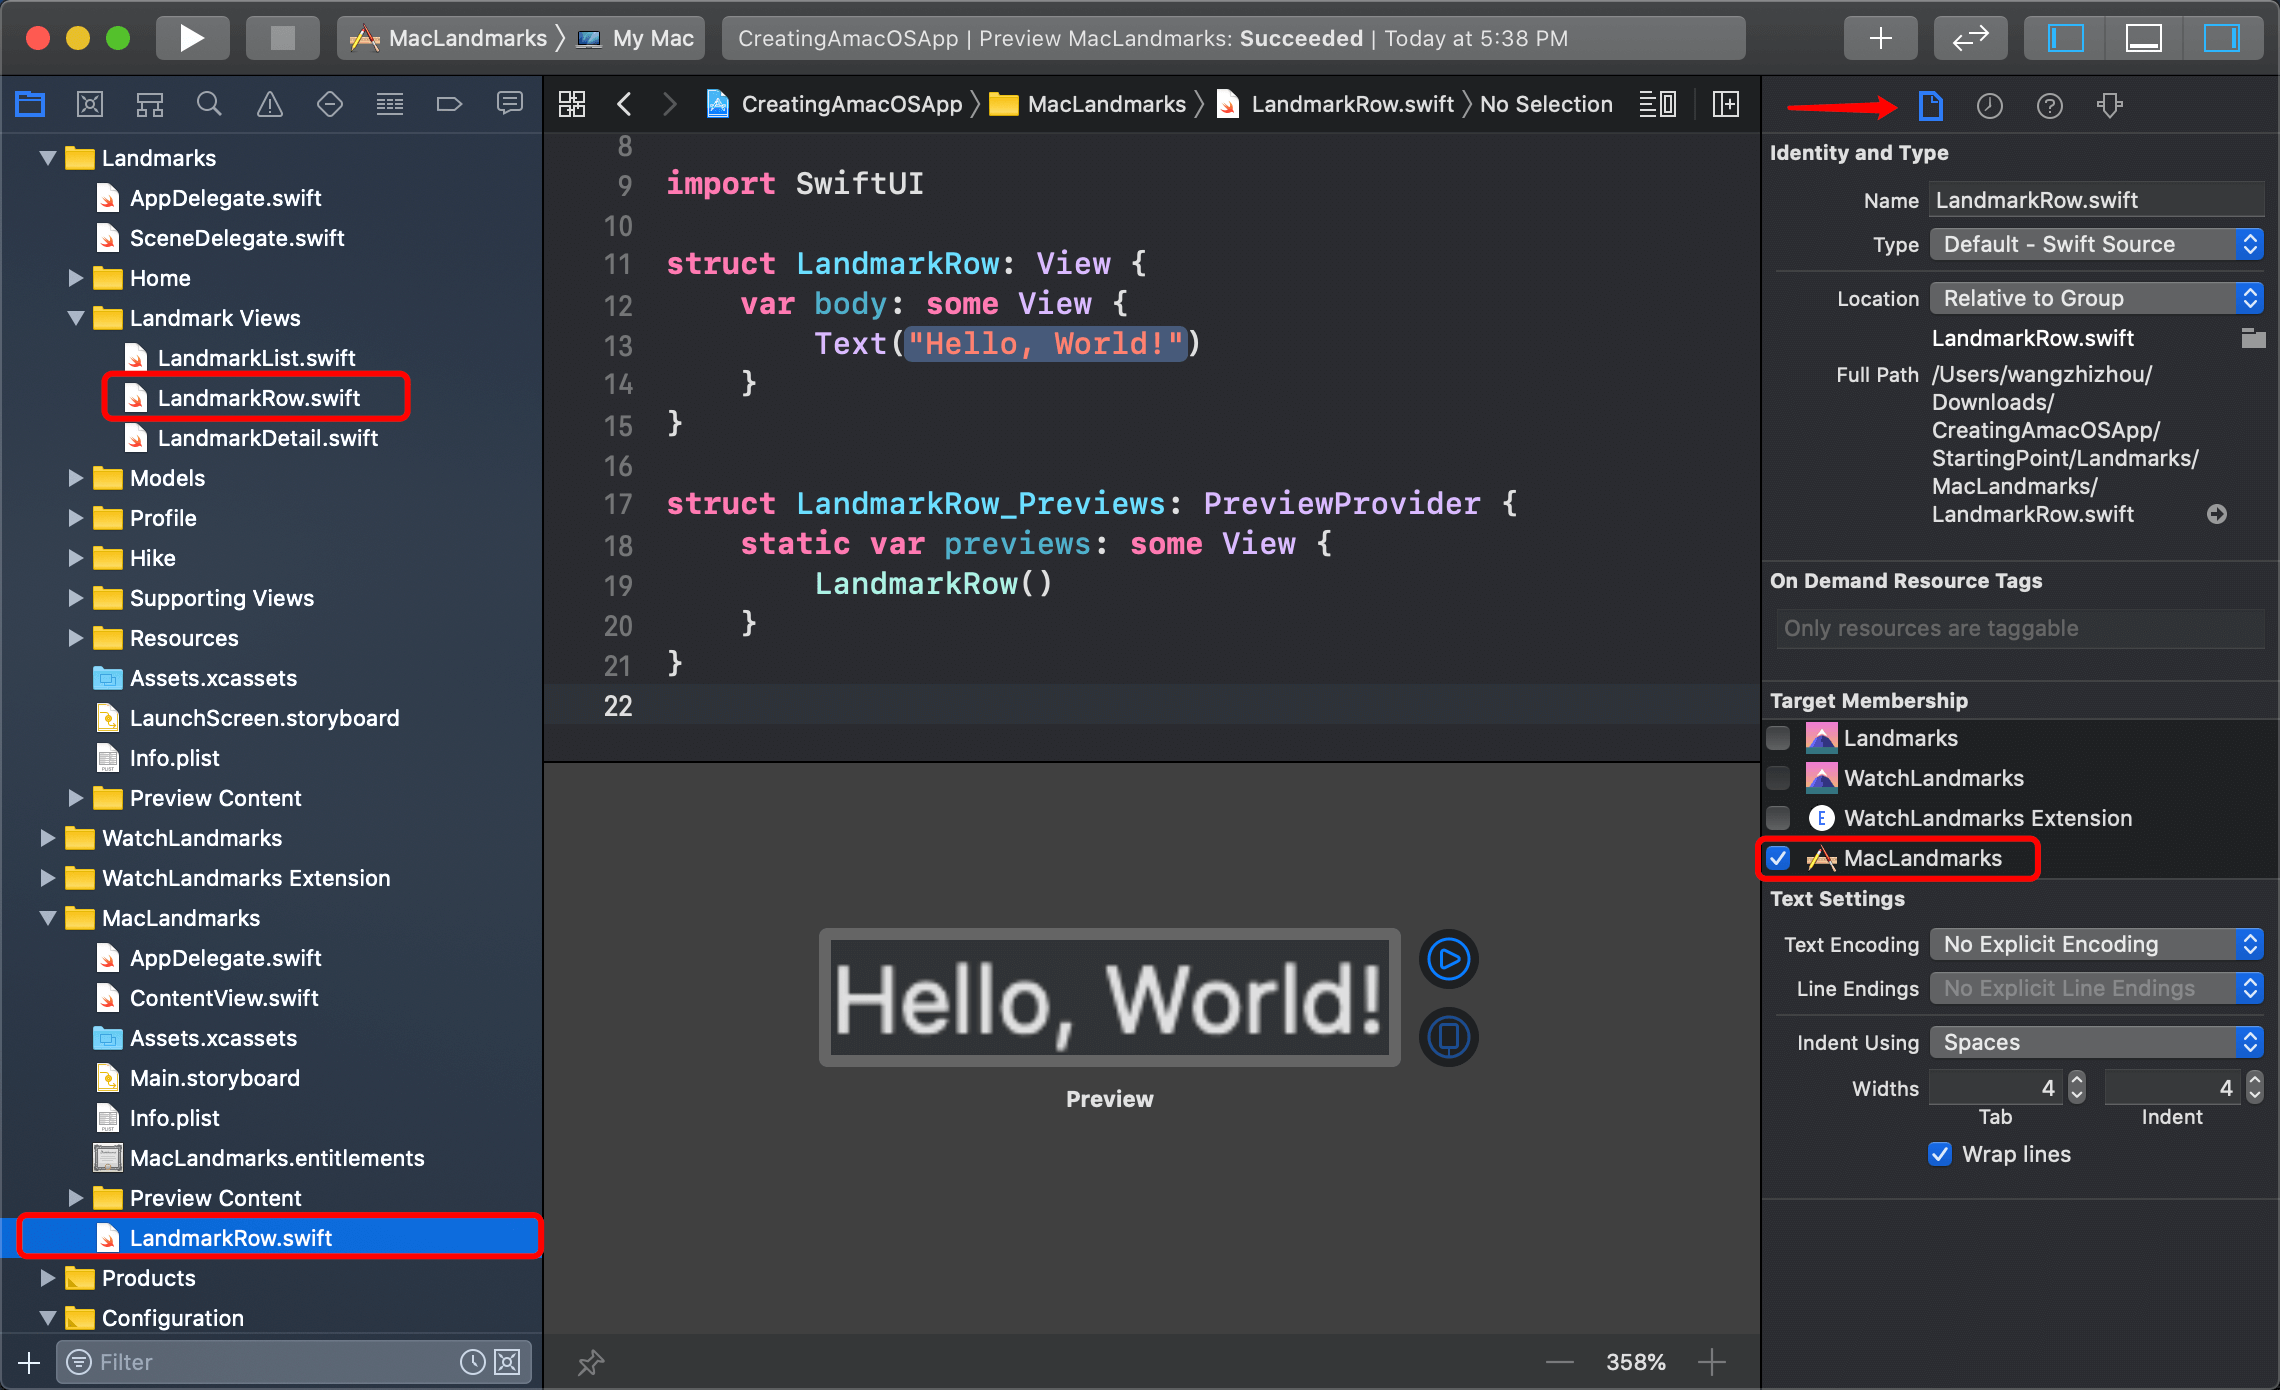 MacLandmarks 〉 My Mac
CreatingAmacOSApp | Preview MacLandmarks: Succeeded | Today at 5:38 PM
CreatingAmacOSApp 〉 MacLandmarks 〉 LandmarkRow.swift 〉 No Selection
Landmarks
AppDelegate.swift
SceneDelegate.swift
Home
Landmark Views
LandmarkList.swift
LandmarkRow.swift
LandmarkDetail.swift
Models
Profile
Hike
Supporting Views
Resources
Assets.xcassets
LaunchScreen.storyboard
Info.plist
Preview Content
WatchLandmarks
WatchLandmarks Extension
MacLandmarks
AppDelegate.swift
ContentView.swift
Assets.xcassets
Main.storyboard
Info.plist
MacLandmarks.entitlements
Preview Content
LandmarkRow.swift
Products
Configuration
Filter
8
9 import SwiftUI
10
11 struct LandmarkRow: View {
12 var body: some View {
13 Text("Hello, World!")
14 }
15 }
16
17 struct LandmarkRow_Previews: PreviewProvider {
18 static var previews: some View {
19 LandmarkRow()
20 }
21 }
22
Hello, World!
Preview
358%
Identity and Type
Name LandmarkRow.swift
Type Default - Swift Source
Location Relative to Group
LandmarkRow.swift
Full Path /Users/wangzhizhou/
Downloads/
CreatingAmacOSApp/
StartingPoint/Landmarks/
MacLandmarks/
LandmarkRow.swift
On Demand Resource Tags
Only resources are taggable
Target Membership
Landmarks
WatchLandmarks
E WatchLandmarks Extension
MacLandmarks
Text Settings
Text Encoding No Explicit Encoding
Line Endings No Explicit Line Endings
Indent Using Spaces
Widths 4 4
Tab Indent
Wrap lines